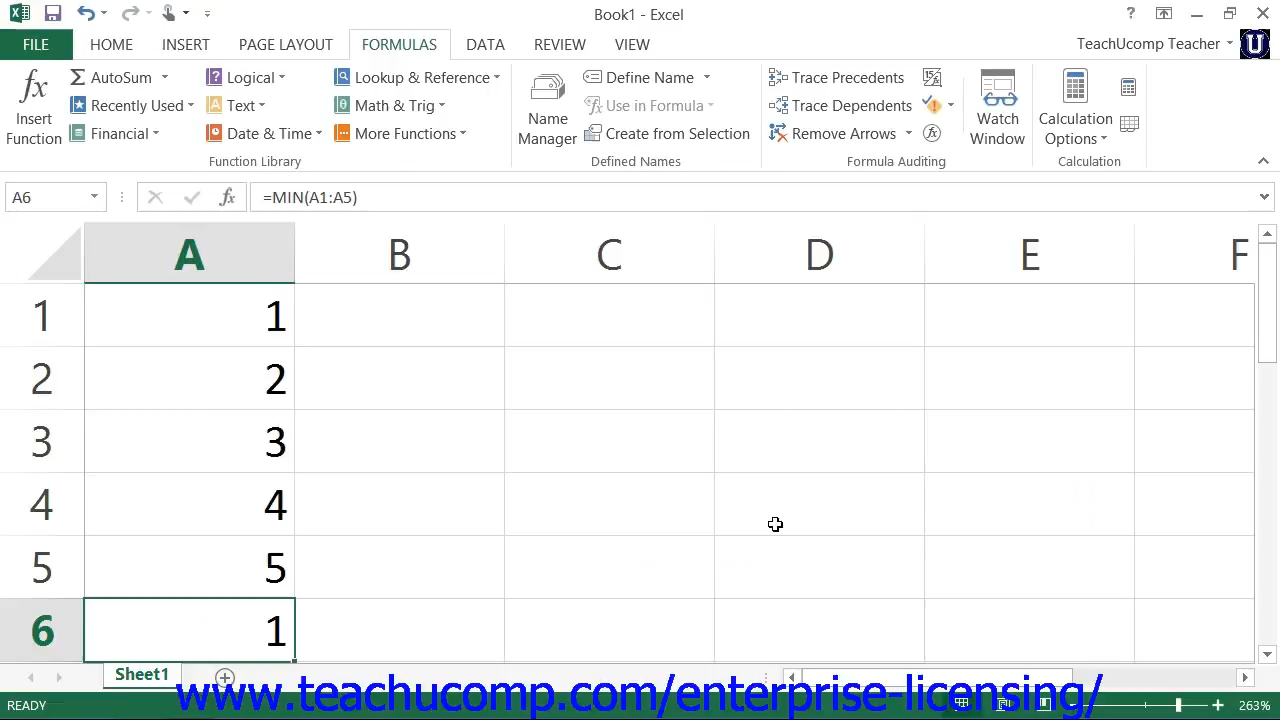 Book1 - Excel
FILE HOME INSERT PAGE LAYOUT FORMULAS DATA REVIEW VIEW TeachUcomp Teacher
fx Insert Function
Σ AutoSum
Recently Used
Financial
Logical
Text
Date & Time
Lookup & Reference
Math & Trig
More Functions
Function Library
Name Manager
Define Name
Use in Formula
Create from Selection
Defined Names
Trace Precedents
Trace Dependents
Remove Arrows
Formula Auditing
Watch Window
Calculation Options
Calculation
A6 fx =MIN(A1:A5)
A B C D E F
1 1
2 2
3 3
4 4
5 5
6 1
Sheet1
www.teachucomp.com/enterprise-licensing/
READY 263%